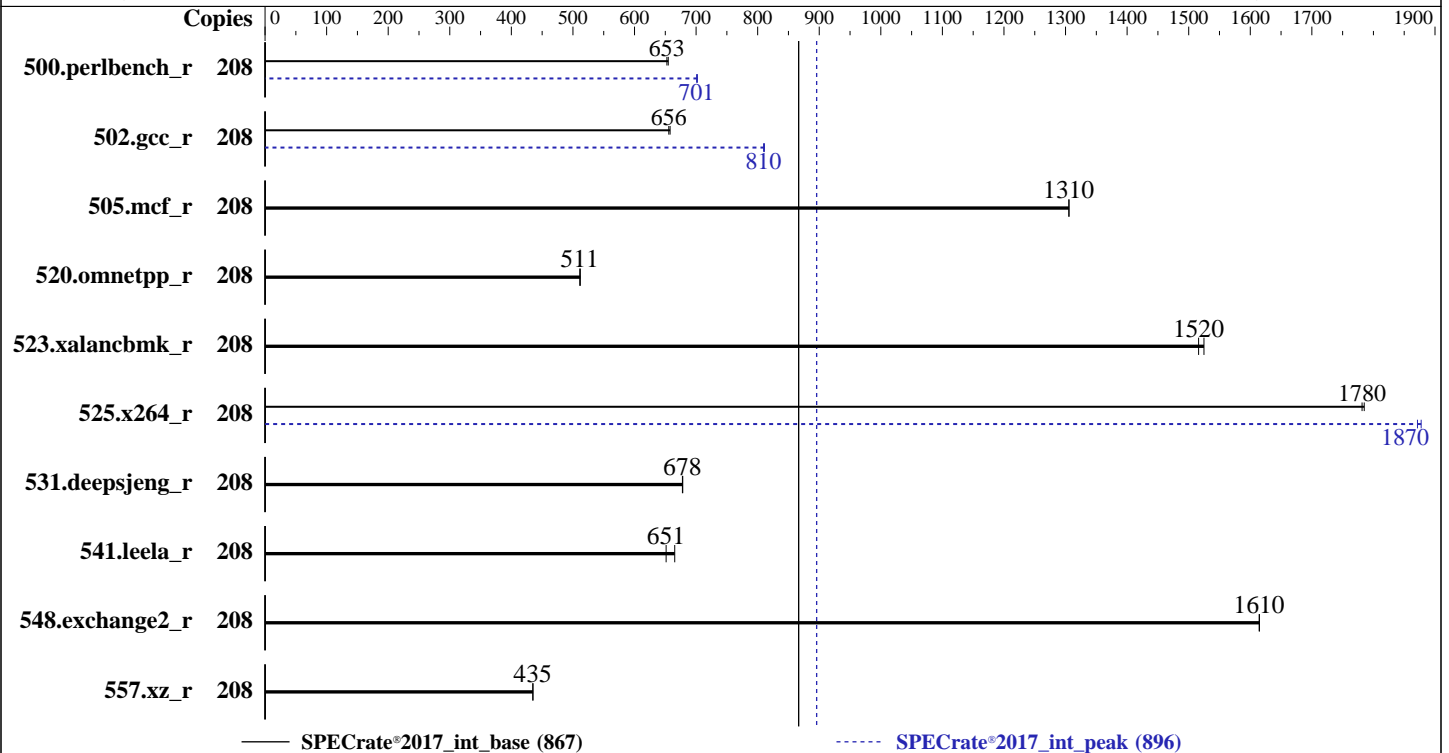 Copies 0 100 200 300 400 500 600 700 800 900 1000 1100 1200 1300 1400 1500 1600 1700 1900
653
500.perlbench_r 208
701
656
502.gcc_r 208
810
1310
505.mcf_r 208
511
520.omnetpp_r 208
1520
523.xalancbmk_r 208
1780
525.x264_r 208
1870
678
531.deepsjeng_r 208
651
541.leela_r 208
1610
548.exchange2_r 208
435
557.xz_r 208
SPECrate®2017_int_base (867) SPECrate®2017_int_peak (896)